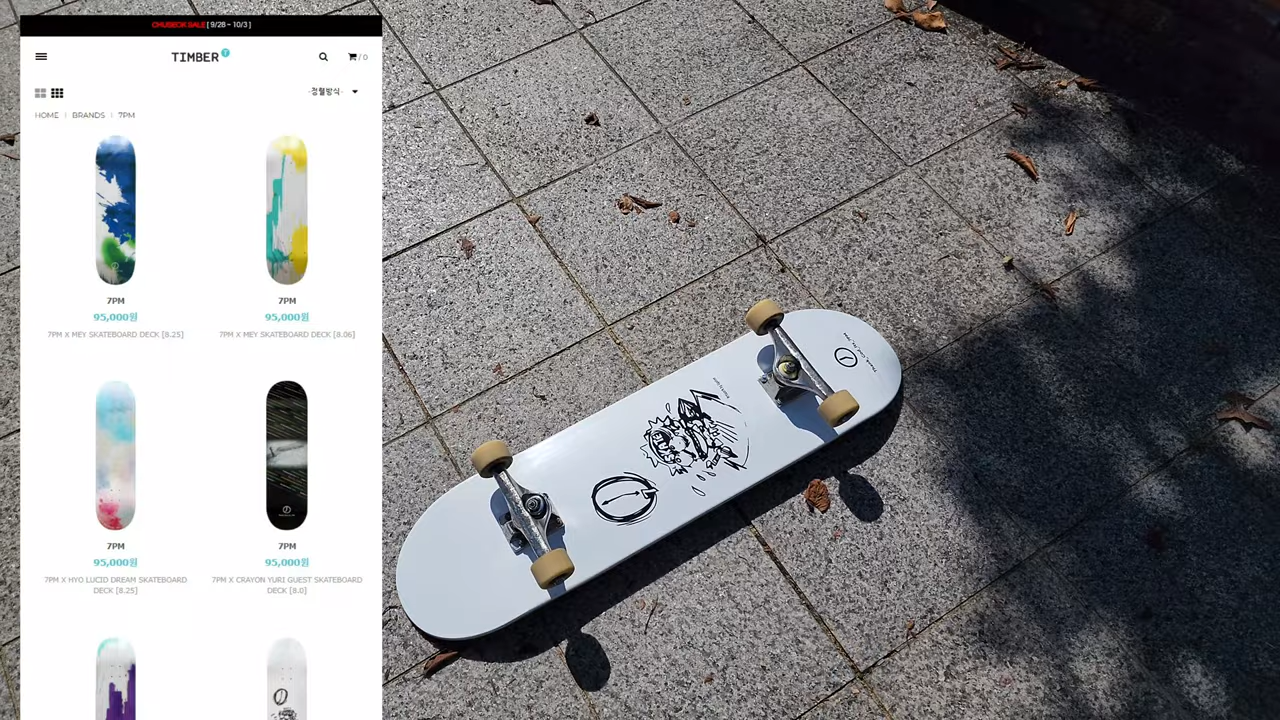 CHUSEOK SALE [ 9/28 ~ 10/3 ]
TIMBER T
/ 0
-정렬방식-
HOME | BRANDS | 7PM
7PM
95,000원
7PM X MEY SKATEBOARD DECK [8.25]
7PM
95,000원
7PM X MEY SKATEBOARD DECK [8.06]
7PM
95,000원
7PM X HYO LUCID DREAM SKATEBOARD
DECK [8.25]
7PM
95,000원
7PM X CRAYON YURI GUEST SKATEBOARD
DECK [8.0]